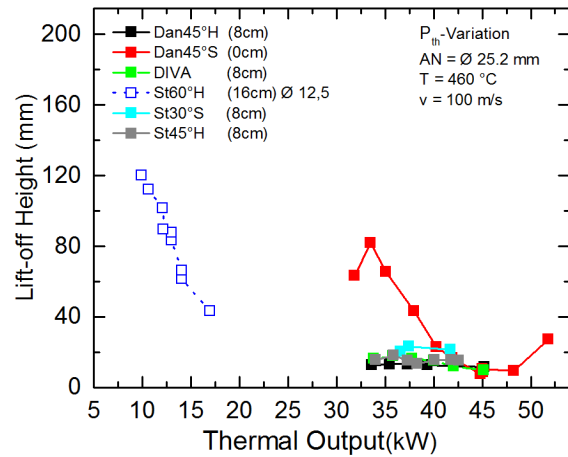 Dan45°H (8cm)
Dan45°S (0cm)
DIVA (8cm)
St60°H (16cm) Ø 12,5
St30°S (8cm)
St45°H (8cm)
Pth-Variation
AN = Ø 25.2 mm
T = 460 °C
v = 100 m/s
Lift-off Height (mm)
200
160
120
80
40
0
5 10 15 20 25 30 35 40 45 50
Thermal Output(kW)